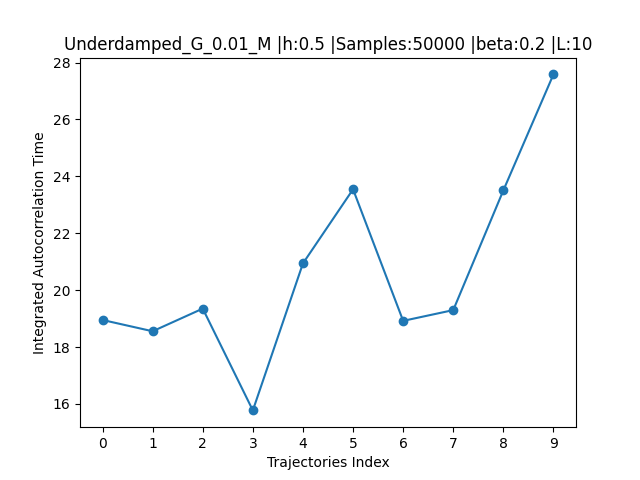 Underdamped_G_0.01_M |h:0.5 |Samples:50000 |beta:0.2 |L:10
28
26
24
22
20
18
16
Integrated Autocorrelation Time
0 1 2 3 4 5 6 7 8 9
Trajectories Index